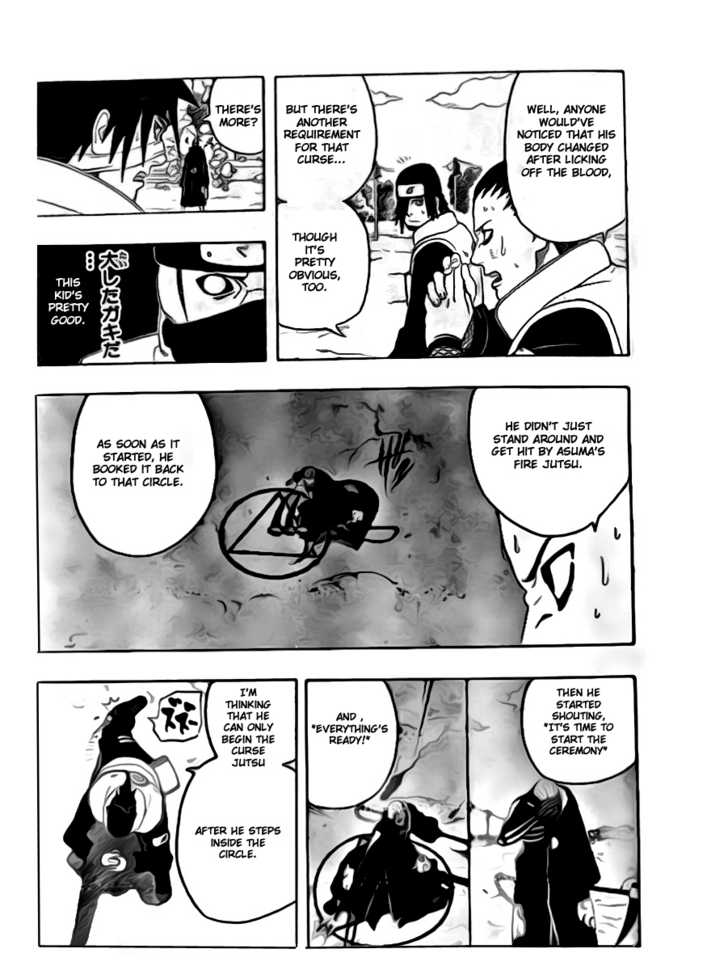 WELL, ANYONE
WOULD'VE
NOTICED THAT HIS
BODY CHANGED
AFTER LICKING
OFF THE BLOOD,
BUT THERE'S
ANOTHER
REQUIREMENT
FOR THAT
CURSE...
THOUGH
IT'S
PRETTY
OBVIOUS,
TOO.
THERE'S
MORE?
大したガキだ
たい
…
THIS
KID'S
PRETTY
GOOD.
HE DIDN'T JUST
STAND AROUND AND
GET HIT BY ASUMA'S
FIRE JUTSU.
AS SOON AS IT
STARTED, HE
BOOKED IT BACK
TO THAT CIRCLE.
THEN HE
STARTED
SHOUTING,
"IT'S TIME TO
START THE
CEREMONY"
AND ,
"EVERYTHING'S
READY!"
I'M
THINKING
THAT HE
CAN ONLY
BEGIN THE
CURSE
JUTSU
AFTER HE STEPS
INSIDE THE
CIRCLE.